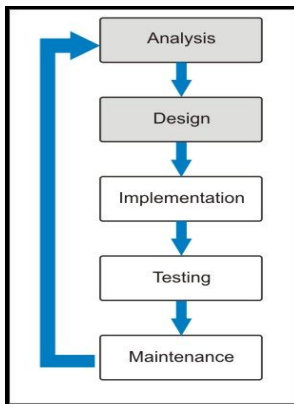 Analysis
Design
Implementation
Testing
Maintenance